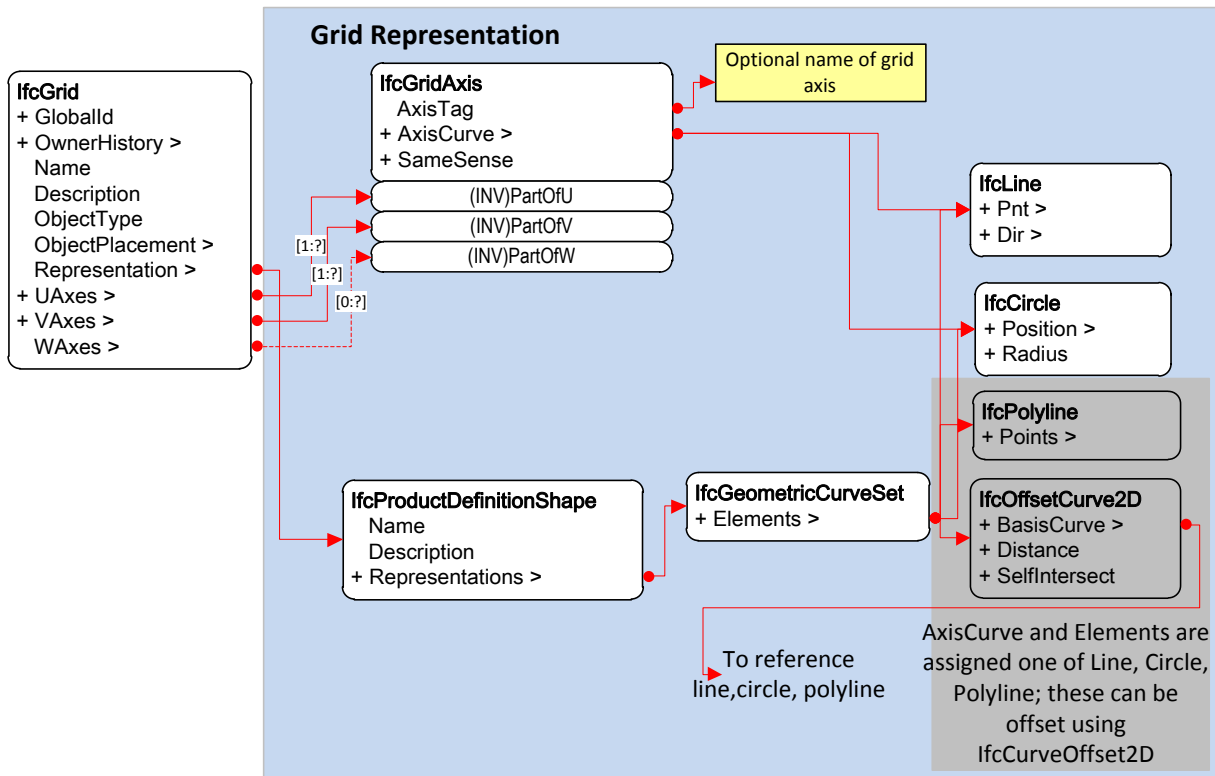 Grid Representation
IfcGrid
+ GlobalId
+ OwnerHistory >
Name
Description
ObjectType
ObjectPlacement >
Representation >
+ UAxes >
+ VAxes >
WAxes >
[1:?]
[1:?]
[0:?]
IfcGridAxis
AxisTag
+ AxisCurve >
+ SameSense
(INV)PartOfU
(INV)PartOfV
(INV)PartOfW
Optional name of grid
axis
IfcLine
+ Pnt >
+ Dir >
IfcCircle
+ Position >
+ Radius
IfcPolyline
+ Points >
IfcOffsetCurve2D
+ BasisCurve >
+ Distance
+ SelfIntersect
IfcProductDefinitionShape
Name
Description
+ Representations >
IfcGeometricCurveSet
+ Elements >
To reference
line,circle, polyline
AxisCurve and Elements are
assigned one of Line, Circle,
Polyline; these can be
offset using
IfcCurveOffset2D